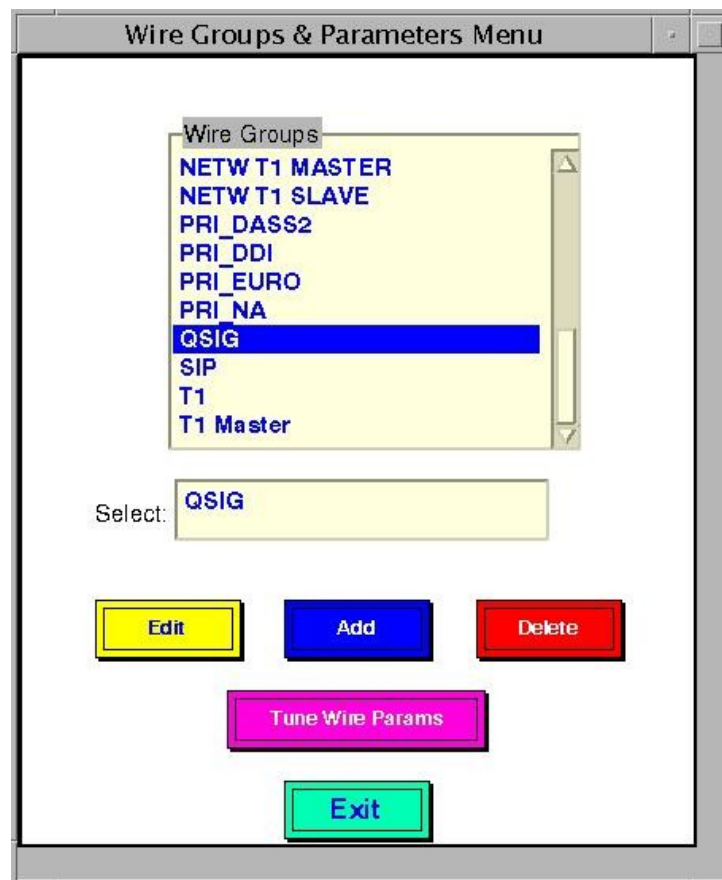 Wire Groups & Parameters Menu
Wire Groups
NETW T1 MASTER
NETW T1 SLAVE
PRI_DASS2
PRI_DDI
PRI_EURO
PRI_NA
QSIG
SIP
T1
T1 Master
Select: QSIG
Edit Add Delete
Tune Wire Params
Exit